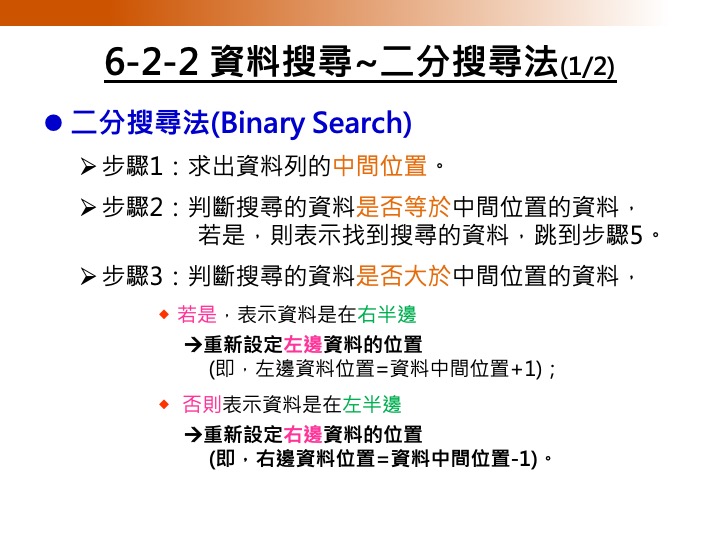 6-2-2 資料搜尋~二分搜尋法(1/2)
二分搜尋法(Binary Search)
步驟1：求出資料列的中間位置。
步驟2：判斷搜尋的資料是否等於中間位置的資料，
若是，則表示找到搜尋的資料，跳到步驟5。
步驟3：判斷搜尋的資料是否大於中間位置的資料，
若是，表示資料是在右半邊
→重新設定左邊資料的位置
(即，左邊資料位置=資料中間位置+1)；
否則表示資料是在左半邊
→重新設定右邊資料的位置
(即，右邊資料位置=資料中間位置-1)。